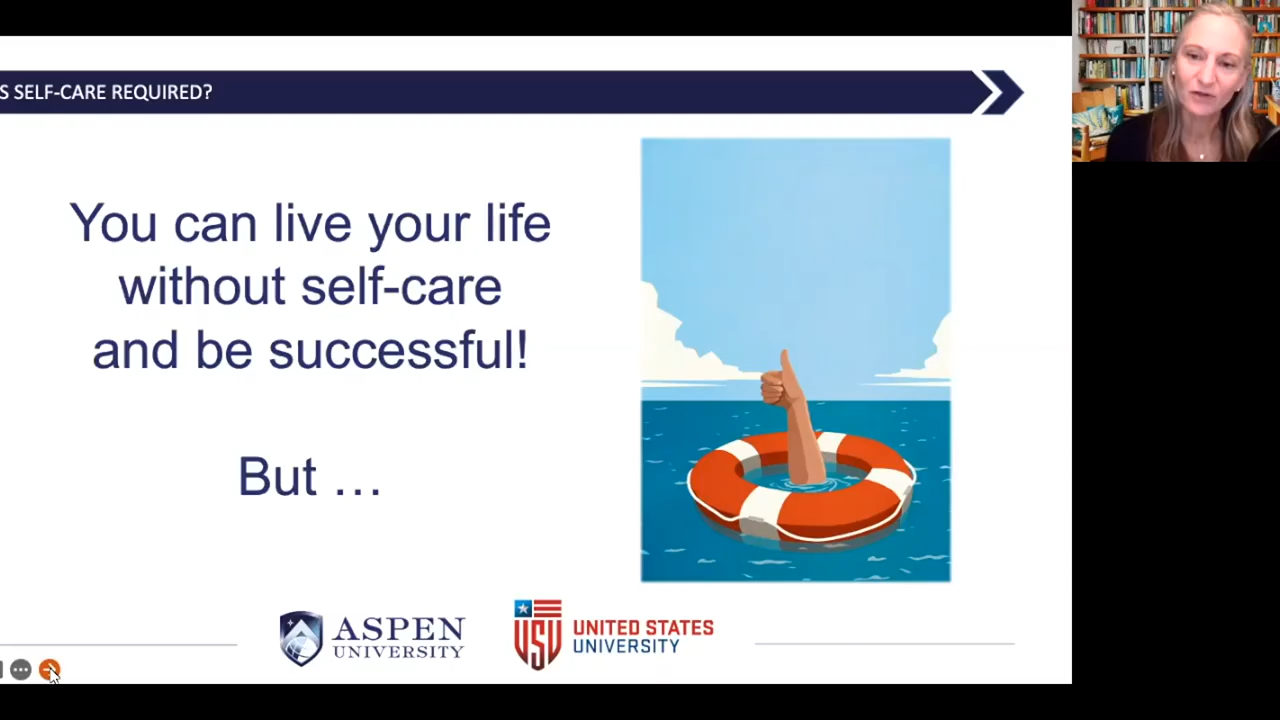 S SELF-CARE REQUIRED?
You can live your life
without self-care
and be successful!
But …
ASPEN
UNIVERSITY
USU
UNITED STATES
UNIVERSITY